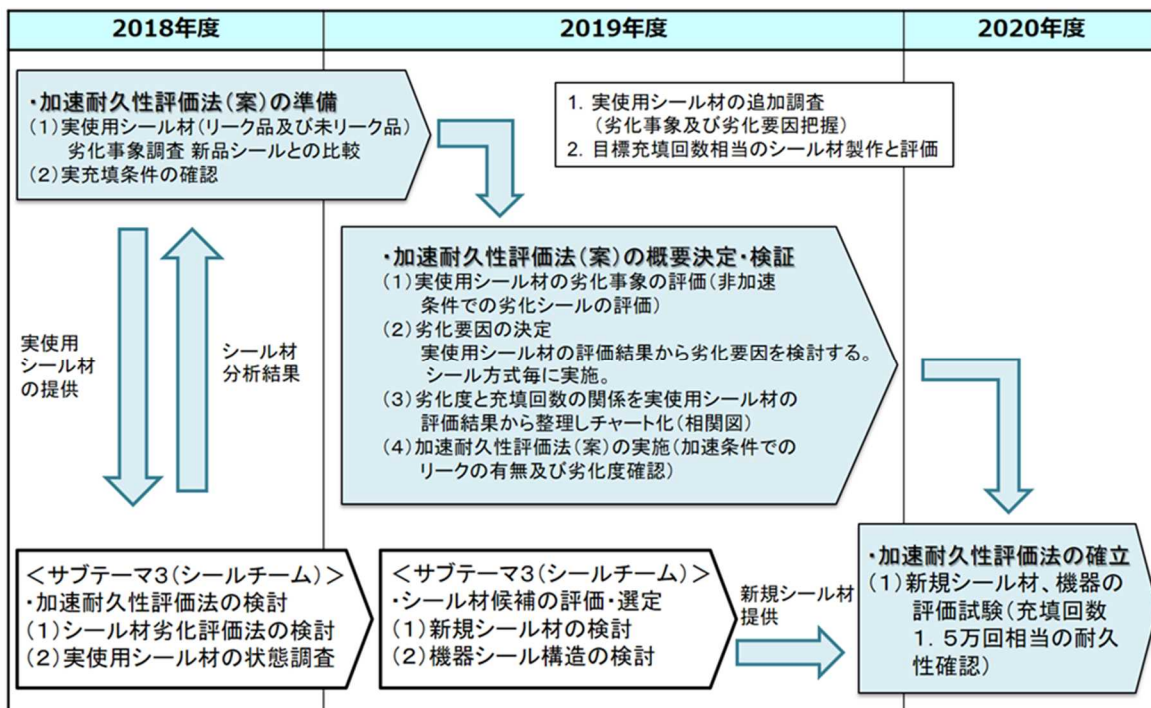 2018年度
2019年度
2020年度
・加速耐久性評価法(案)の準備
(1)実使用シール材(リーク品及び未リーク品)
劣化事象調査 新品シールとの比較
(2)実充填条件の確認
1. 実使用シール材の追加調査
(劣化事象及び劣化要因把握)
2. 目標充填回数相当のシール材製作と評価
・加速耐久性評価法(案)の概要決定・検証
(1)実使用シール材の劣化事象の評価(非加速
条件での劣化シールの評価)
(2)劣化要因の決定
実使用シール材の評価結果から劣化要因を検討する。
シール方式毎に実施。
(3)劣化度と充填回数の関係を実使用シール材の
評価結果から整理しチャート化(相関図)
(4)加速耐久性評価法(案)の実施(加速条件での
リークの有無及び劣化度確認)
実使用
シール材
の提供
シール材
分析結果
<サブテーマ3(シールチーム)>
・加速耐久性評価法の検討
(1)シール材劣化評価法の検討
(2)実使用シール材の状態調査
<サブテーマ3(シールチーム)>
・シール材候補の評価・選定
(1)新規シール材の検討
(2)機器シール構造の検討
新規シール材
提供
・加速耐久性評価法の確立
(1)新規シール材、機器の
評価試験(充填回数
1.5万回相当の耐久
性確認)